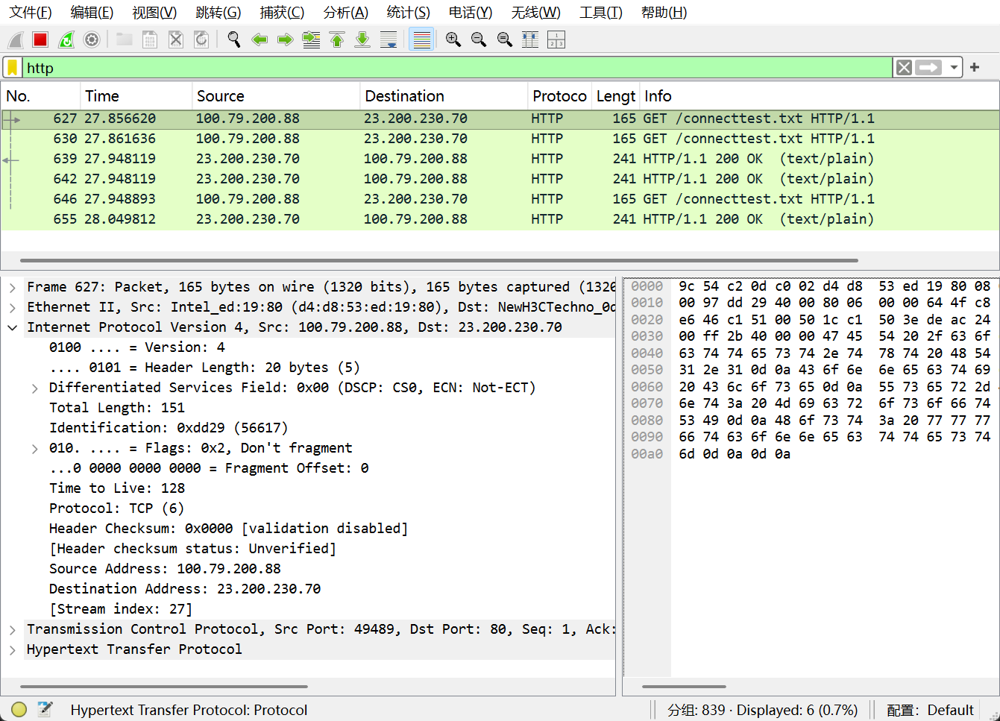 文件(F) 编辑(E) 视图(V) 跳转(G) 捕获(C) 分析(A) 统计(S) 电话(Y) 无线(W) 工具(T) 帮助(H)
http
No. Time Source Destination Protoco Lengt Info
627 27.856620 100.79.200.88 23.200.230.70 HTTP 165 GET /connecttest.txt HTTP/1.1
630 27.861636 100.79.200.88 23.200.230.70 HTTP 165 GET /connecttest.txt HTTP/1.1
639 27.948119 23.200.230.70 100.79.200.88 HTTP 241 HTTP/1.1 200 OK (text/plain)
642 27.948119 23.200.230.70 100.79.200.88 HTTP 241 HTTP/1.1 200 OK (text/plain)
646 27.948893 100.79.200.88 23.200.230.70 HTTP 165 GET /connecttest.txt HTTP/1.1
655 28.049812 23.200.230.70 100.79.200.88 HTTP 241 HTTP/1.1 200 OK (text/plain)
Frame 627: Packet, 165 bytes on wire (1320 bits), 165 bytes captured (1320
Ethernet II, Src: Intel_ed:19:80 (d4:d8:53:ed:19:80), Dst: NewH3CTechno_0d
Internet Protocol Version 4, Src: 100.79.200.88, Dst: 23.200.230.70
0100 .... = Version: 4
.... 0101 = Header Length: 20 bytes (5)
Differentiated Services Field: 0x00 (DSCP: CS0, ECN: Not-ECT)
Total Length: 151
Identification: 0xdd29 (56617)
010. .... = Flags: 0x2, Don't fragment
...0 0000 0000 0000 = Fragment Offset: 0
Time to Live: 128
Protocol: TCP (6)
Header Checksum: 0x0000 [validation disabled]
[Header checksum status: Unverified]
Source Address: 100.79.200.88
Destination Address: 23.200.230.70
[Stream index: 27]
Transmission Control Protocol, Src Port: 49489, Dst Port: 80, Seq: 1, Ack:
Hypertext Transfer Protocol
0000 9c 54 c2 0d c0 02 d4 d8 53 ed 19 80 08
0010 00 97 dd 29 40 00 80 06 00 00 64 4f c8
0020 e6 46 c1 51 00 50 1c c1 50 3e de ac 24
0030 00 ff 2b 40 00 00 47 45 54 20 2f 63 6f
0040 63 74 74 65 73 74 2e 74 78 74 20 48 54
0050 31 2e 31 0d 0a 43 6f 6e 6e 65 63 74 69
0060 20 43 6c 6f 73 65 0d 0a 55 73 65 72 2d
0070 6e 74 3a 20 4d 69 63 72 6f 73 6f 66 74
0080 53 49 0d 0a 48 6f 73 74 3a 20 77 77 77
0090 66 74 63 6f 6e 6e 65 63 74 74 65 73 74
00a0 6d 0d 0a 0d 0a
Hypertext Transfer Protocol: Protocol
分组: 839 · Displayed: 6 (0.7%)
配置: Default